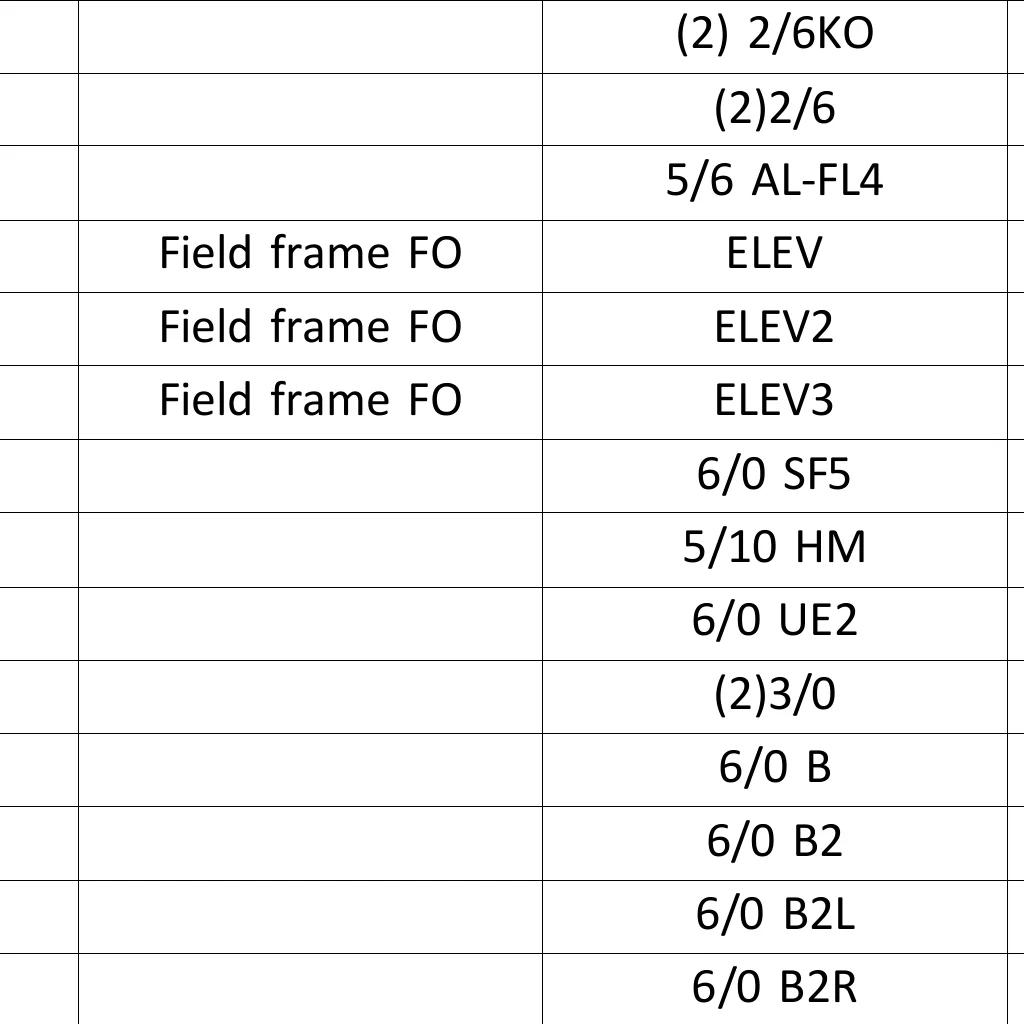 (2) 2/6KO
(2)2/6
5/6 AL-FL4
Field frame FO ELEV
Field frame FO ELEV2
Field frame FO ELEV3
6/0 SF5
5/10 HM
6/0 UE2
(2)3/0
6/0 B
6/0 B2
6/0 B2L
6/0 B2R